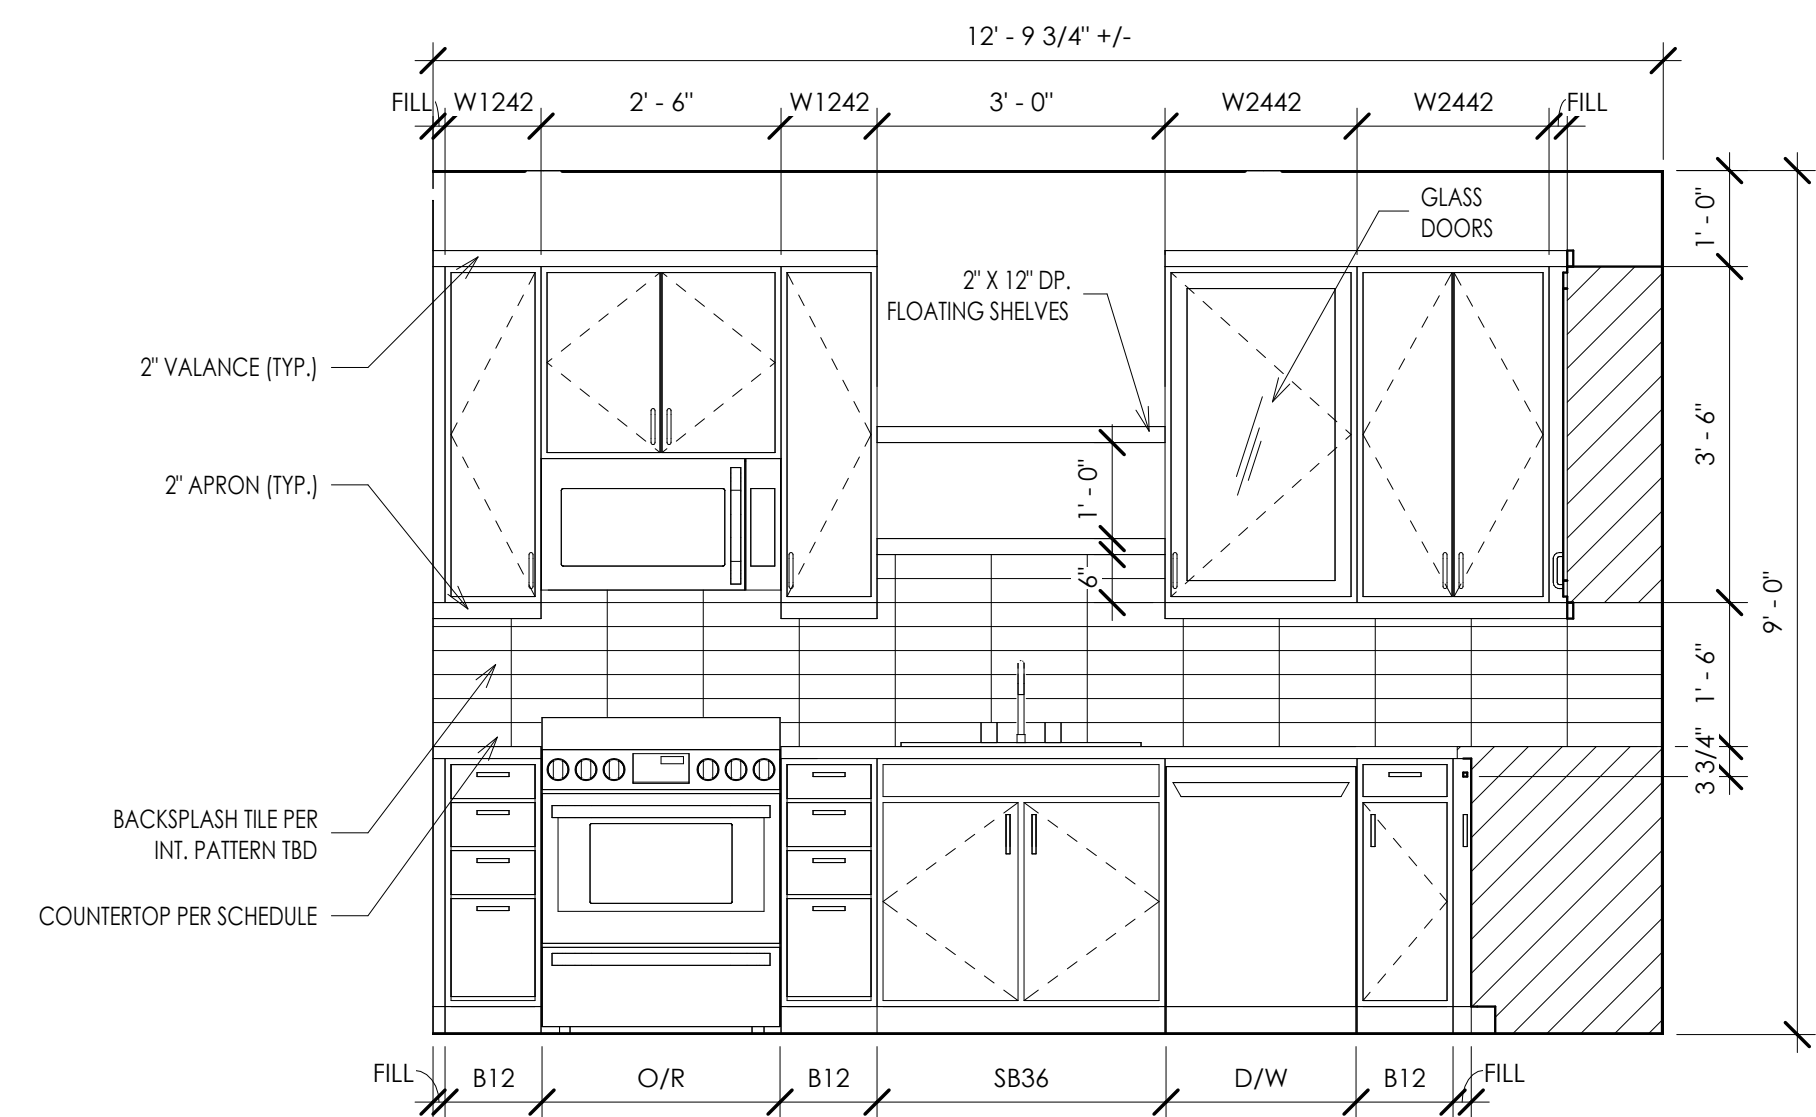 12' - 9 3/4" +/-
FILL W1242 2' - 6" W1242 3' - 0" W2442 W2442 FILL
GLASS
DOORS
1' - 0"
2" X 12" DP.
FLOATING SHELVES
2" VALANCE (TYP.)
3' - 6"
2" APRON (TYP.)
1' - 0"
6"
9' - 0"
1' - 6"
3 3/4"
BACKSPLASH TILE PER
INT. PATTERN TBD
COUNTERTOP PER SCHEDULE
FILL B12 O/R B12 SB36 D/W B12 FILL